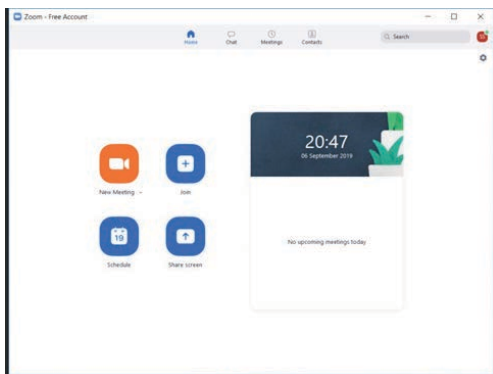 Zoom - Free Account
Home Chat Meetings Contacts Search
20:47
06 September 2019
New Meeting Join
19
Schedule Share screen
No upcoming meetings today